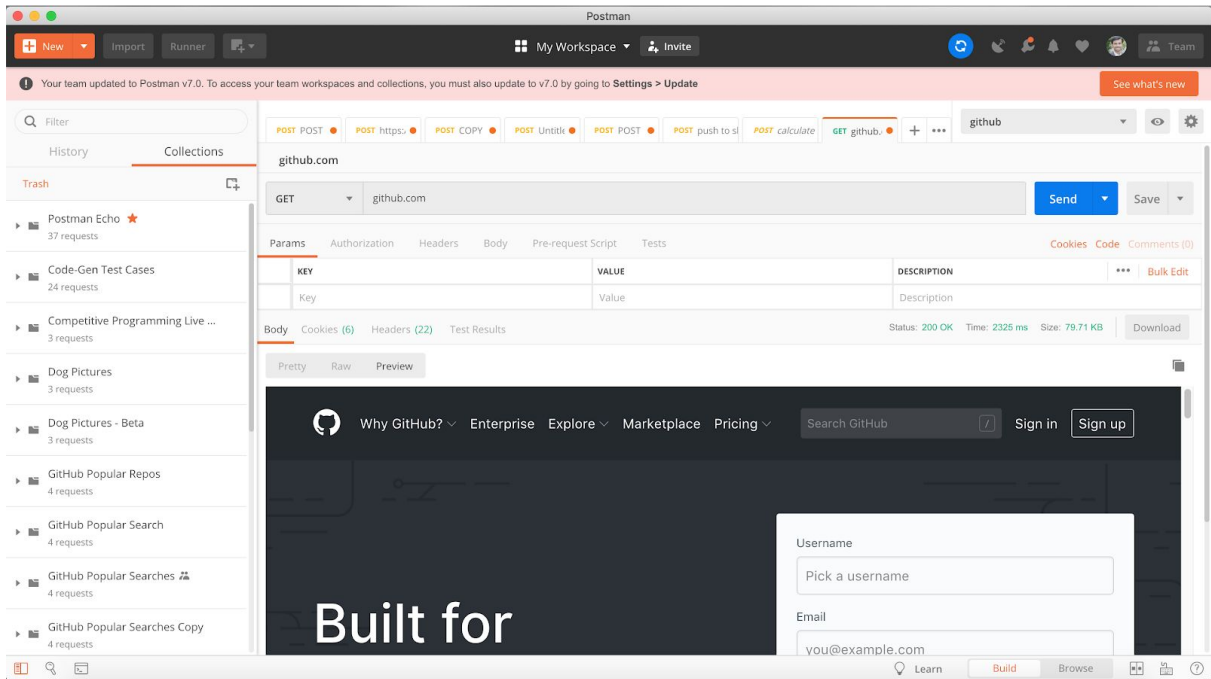 Postman
New
Import
Runner
My Workspace
Invite
Team
Your team updated to Postman v7.0. To access your team workspaces and collections, you must also update to v7.0 by going to Settings > Update
See what's new
Filter
History
Collections
Trash
Postman Echo
37 requests
Code-Gen Test Cases
24 requests
Competitive Programming Live ...
3 requests
Dog Pictures
3 requests
Dog Pictures - Beta
3 requests
GitHub Popular Repos
4 requests
GitHub Popular Search
4 requests
GitHub Popular Searches
4 requests
GitHub Popular Searches Copy
4 requests
POST POST
POST https:
POST COPY
POST Untitle
POST POST
POST push to sl
POST calculate
GET github.
github
github.com
GET
github.com
Send
Save
Params
Authorization
Headers
Body
Pre-request Script
Tests
Cookies
Code
Comments (0)
KEY
VALUE
DESCRIPTION
Bulk Edit
Key
Value
Description
Body
Cookies (6)
Headers (22)
Test Results
Status: 200 OK
Time: 2325 ms
Size: 79.71 KB
Download
Pretty
Raw
Preview
Why GitHub?
Enterprise
Explore
Marketplace
Pricing
Search GitHub
/
Sign in
Sign up
Built for
Username
Pick a username
Email
you@example.com
Learn
Build
Browse